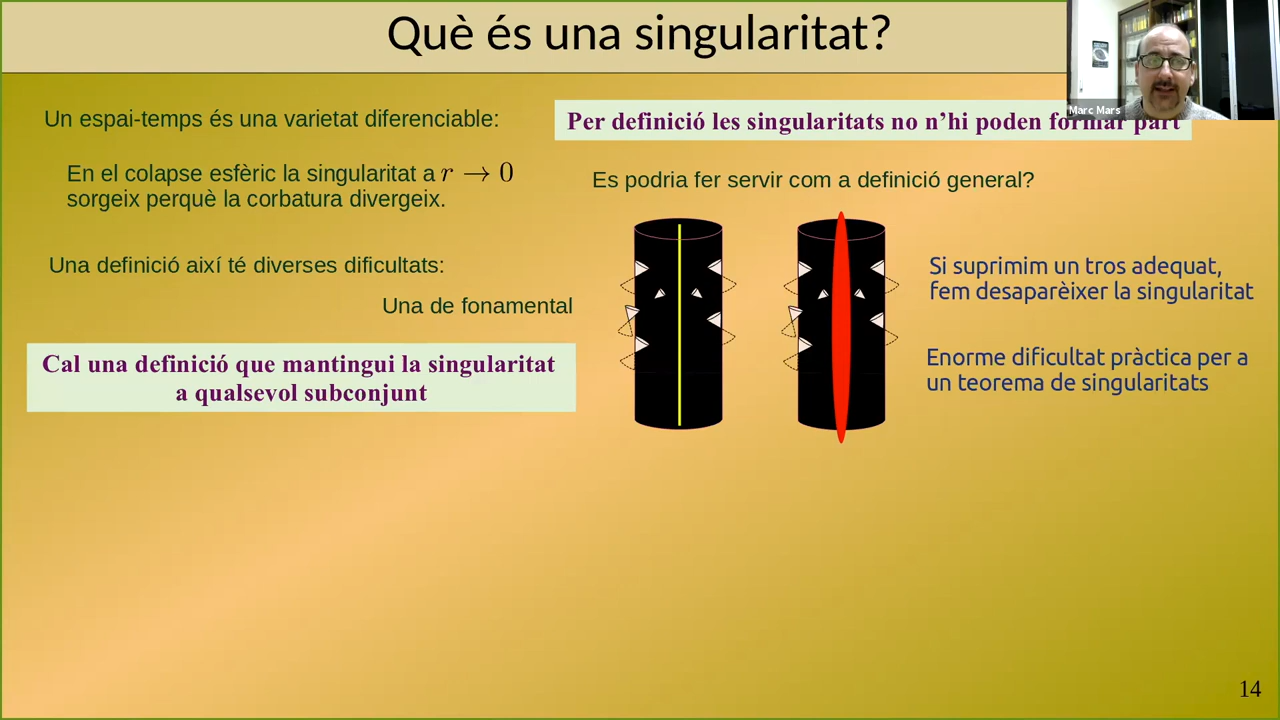 Què és una singularitat?
Marc Mars
Un espai-temps és una varietat diferenciable:
Per definició les singularitats no n'hi poden formar part
En el colapse esfèric la singularitat a r → 0
sorgeix perquè la corbatura divergeix.
Es podria fer servir com a definició general?
Una definició així té diverses dificultats:
Una de fonamental
Cal una definició que mantingui la singularitat
a qualsevol subconjunt
Si suprimim un tros adequat,
fem desaparèixer la singularitat
Enorme dificultat pràctica per a
un teorema de singularitats
14